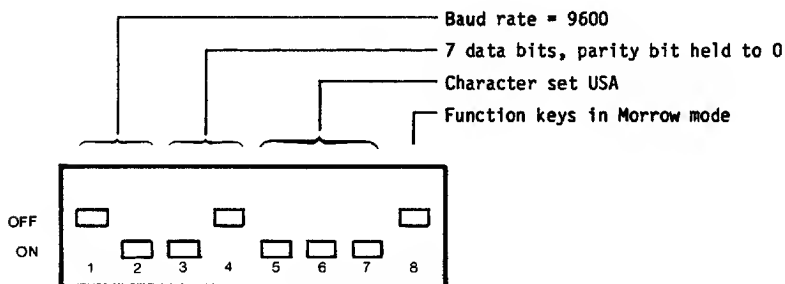 Baud rate = 9600
7 data bits, parity bit held to 0
Character set USA
Function keys in Morrow mode
OFF
ON
1 2 3 4 5 6 7 8